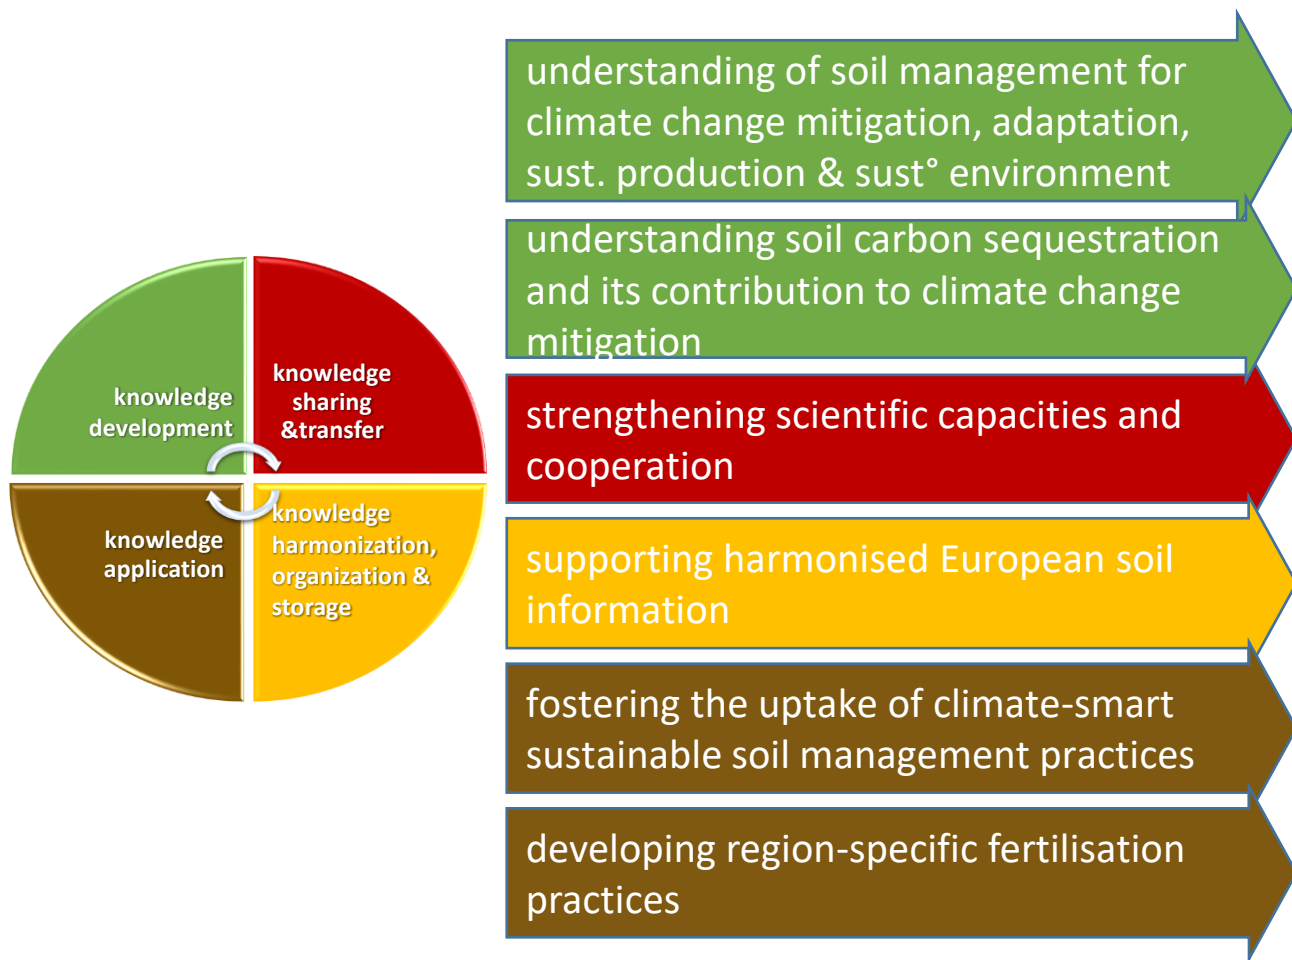 knowledge
development
knowledge
sharing
&transfer
knowledge
application
knowledge
harmonization,
organization &
storage
understanding of soil management for
climate change mitigation, adaptation,
sust. production & sust° environment
understanding soil carbon sequestration
and its contribution to climate change
mitigation
strengthening scientific capacities and
cooperation
supporting harmonised European soil
information
fostering the uptake of climate-smart
sustainable soil management practices
developing region-specific fertilisation
practices